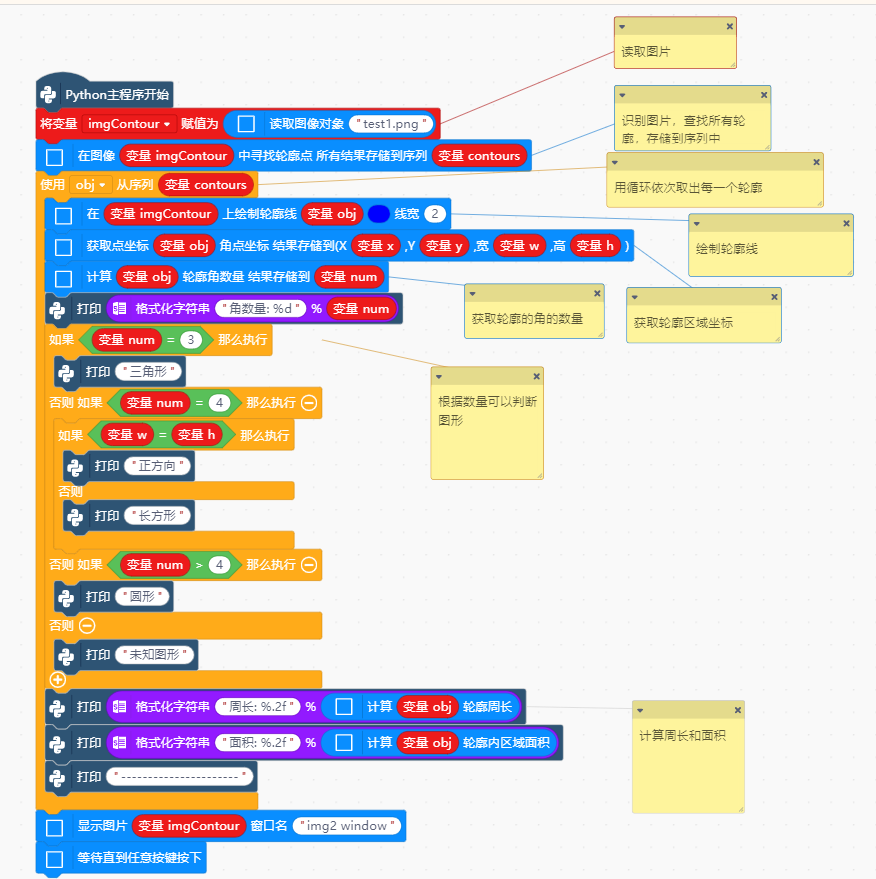 Python主程序开始
将变量 imgContour 赋值为 读取图像对象 "test1.png"
在图像 变量 imgContour 中寻找轮廓点 所有结果存储到序列 变量 contours
使用 obj 从序列 变量 contours
在 变量 imgContour 上绘制轮廓线 变量 obj 线宽 2
获取点坐标 变量 obj 角点坐标 结果存储到(X 变量 x ,Y 变量 y ,宽 变量 w ,高 变量 h )
计算 变量 obj 轮廓角数量 结果存储到 变量 num
打印 格式化字符串 "角数量: %d" % 变量 num
如果 变量 num = 3 那么执行
打印 "三角形"
否则 如果 变量 num = 4 那么执行
如果 变量 w = 变量 h 那么执行
打印 "正方向"
否则
打印 "长方形"
否则 如果 变量 num > 4 那么执行
打印 "圆形"
否则
打印 "未知图形"
打印 格式化字符串 "周长: %.2f" % 计算 变量 obj 轮廓周长
打印 格式化字符串 "面积: %.2f" % 计算 变量 obj 轮廓内区域面积
打印 "----------------------"
显示图片 变量 imgContour 窗口名 "img2 window"
等待直到任意按键按下
读取图片
识别图片，查找所有轮
廓，存储到序列中
用循环依次取出每一个轮廓
绘制轮廓线
获取轮廓的角的数量
获取轮廓区域坐标
根据数量可以判断
图形
计算周长和面积